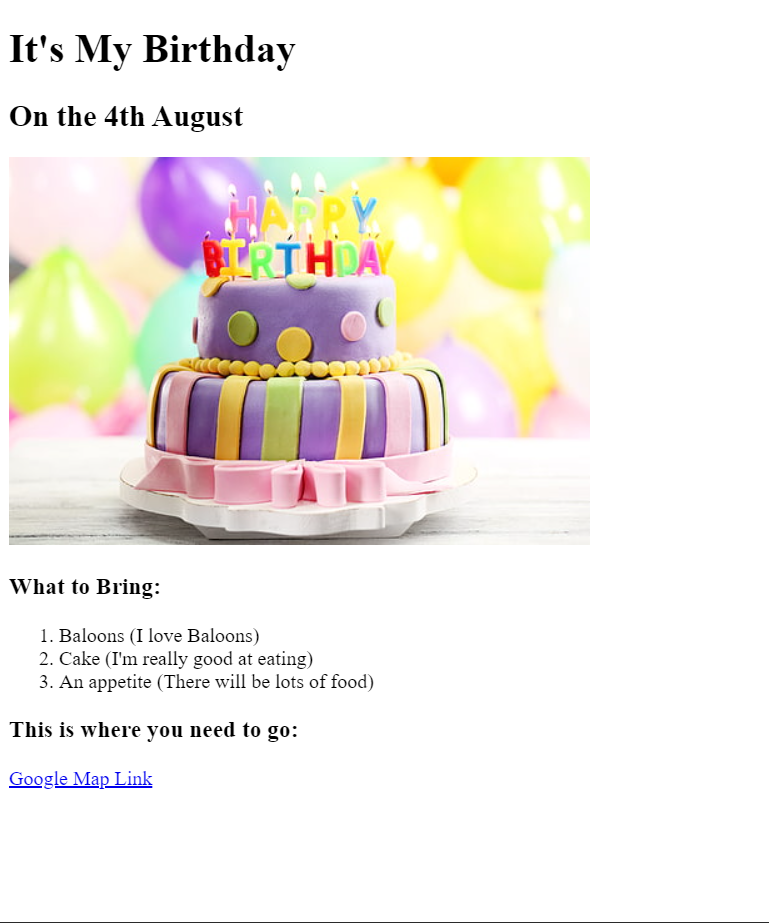 It's My Birthday
On the 4th August
HAPPY
BIRTHDAY
What to Bring:
1. Baloons (I love Baloons)
2. Cake (I'm really good at eating)
3. An appetite (There will be lots of food)
This is where you need to go:
Google Map Link